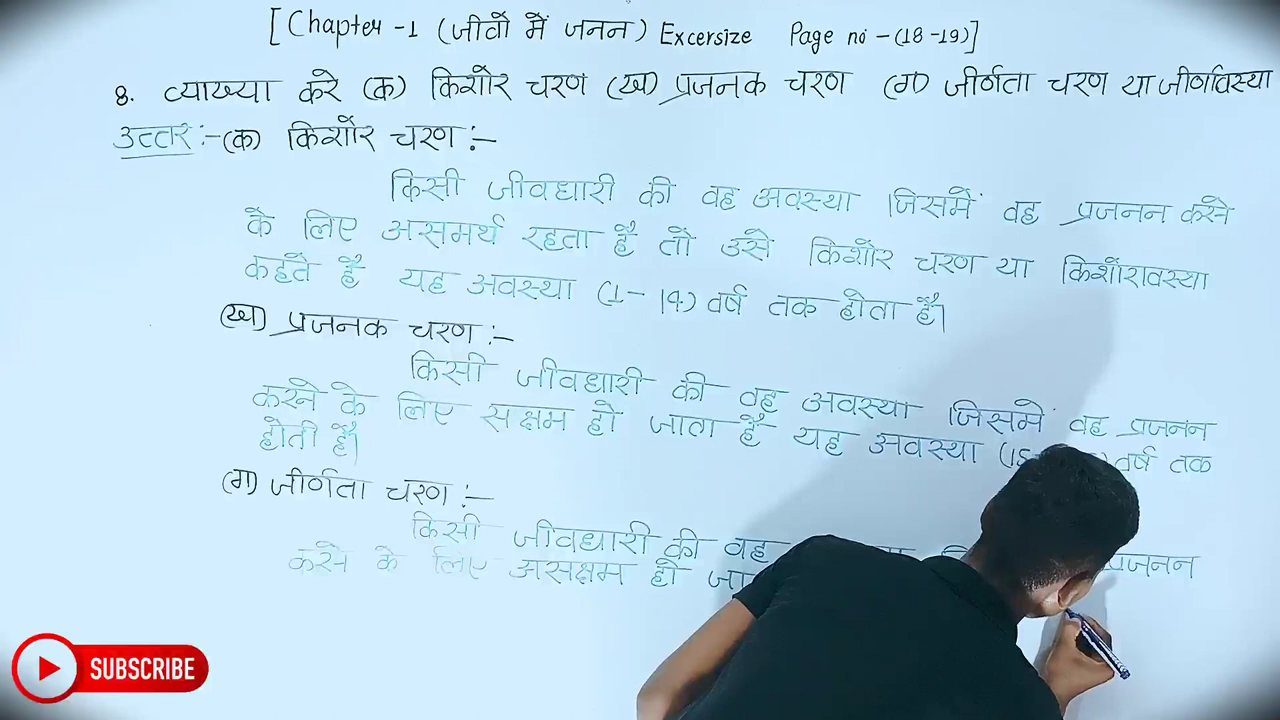 [Chapter -1 (जीवों में जनन) Excersize Page no -(18-19)]
8. व्याख्या करे (क) किशोर चरण (ख) प्रजनक चरण (ग) जीर्णता चरण या जीर्णावस्था
उत्तर :- (क) किशोर चरण :-
किसी जीवधारी की वह अवस्था जिसमें वह प्रजनन करने
के लिए असमर्थ रहता है तो उसे किशोर चरण या किशोरावस्था
कहते है यह अवस्था (1-14) वर्ष तक होता है।
(ख) प्रजनक चरण :-
किसी जीवधारी की वह अवस्था जिसमें वह प्रजनन
करने के लिए सक्षम हो जाता है यह अवस्था वर्ष तक
होती है।
(ग) जीर्णता चरण :-
किसी जीवधारी की वह प्रजनन
करने के लिए असक्षम हो
SUBSCRIBE